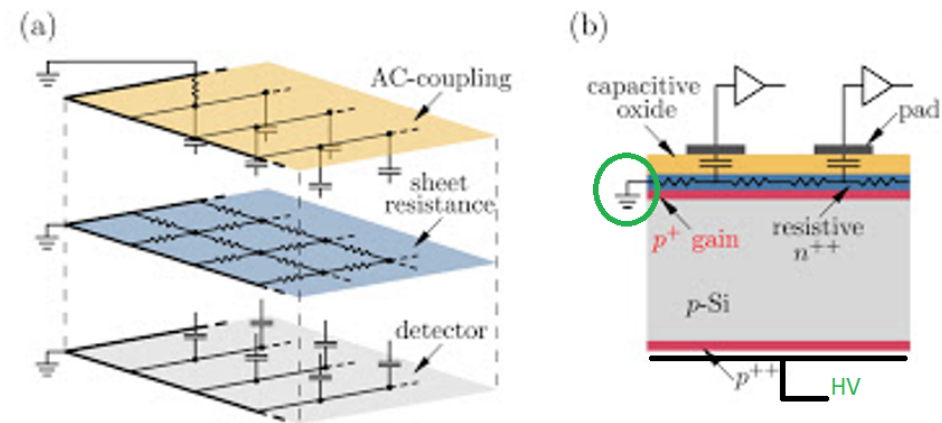 (a)
AC-coupling
sheet
resistance
detector
(b)
capacitive
oxide
pad
p⁺ gain
resistive
n⁺⁺
p-Si
p⁺⁺
HV